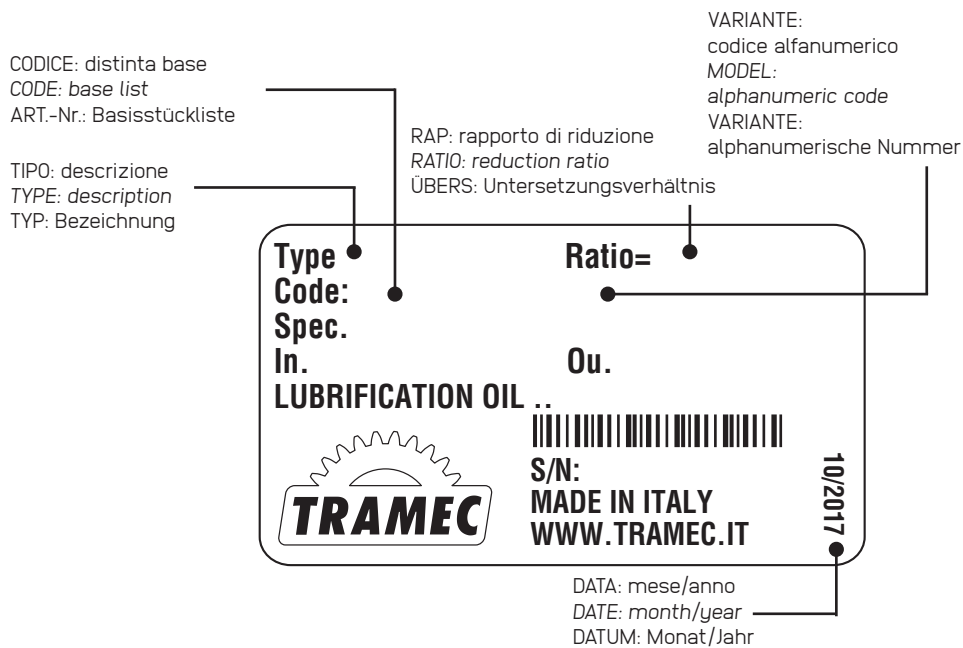 VARIANTE:
codice alfanumerico
MODEL:
alphanumeric code
VARIANTE:
alphanumerische Nummer
CODICE: distinta base
CODE: base list
ART.-Nr.: Basisstückliste
RAP: rapporto di riduzione
RATIO: reduction ratio
ÜBERS: Untersetzungsverhältnis
TIPO: descrizione
TYPE: description
TYP: Bezeichnung
Type Ratio=
Code:
Spec.
In. Ou.
LUBRIFICATION OIL ..
TRAMEC
S/N:
MADE IN ITALY
WWW.TRAMEC.IT
10/2017
DATA: mese/anno
DATE: month/year
DATUM: Monat/Jahr